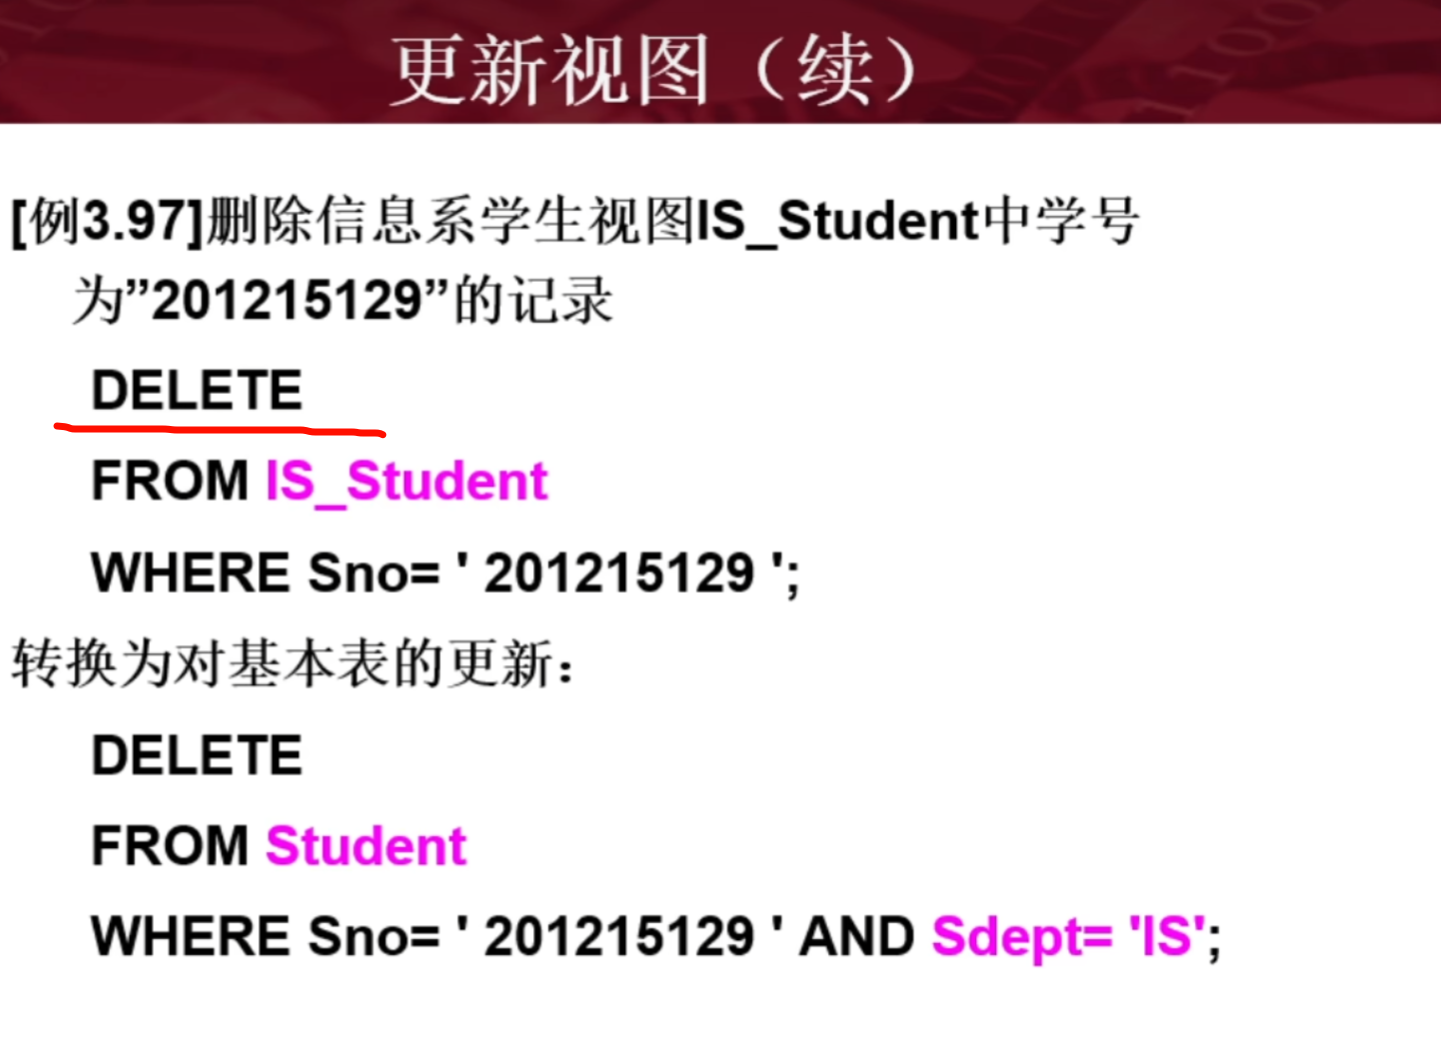 更新视图（续）
[例3.97]删除信息系学生视图IS_Student中学号
为”201215129”的记录
DELETE
FROM IS_Student
WHERE Sno= ' 201215129 ';
转换为对基本表的更新：
DELETE
FROM Student
WHERE Sno= ' 201215129 ' AND Sdept= 'IS';